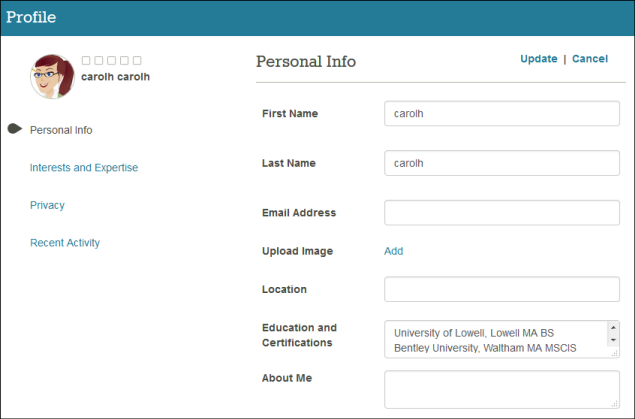 Profile
carolh carolh
Personal Info
Interests and Expertise
Privacy
Recent Activity
Personal Info
Update | Cancel
First Name
carolh
Last Name
carolh
Email Address
Upload Image
Add
Location
Education and
Certifications
University of Lowell, Lowell MA BS
Bentley University, Waltham MA MSCIS
About Me